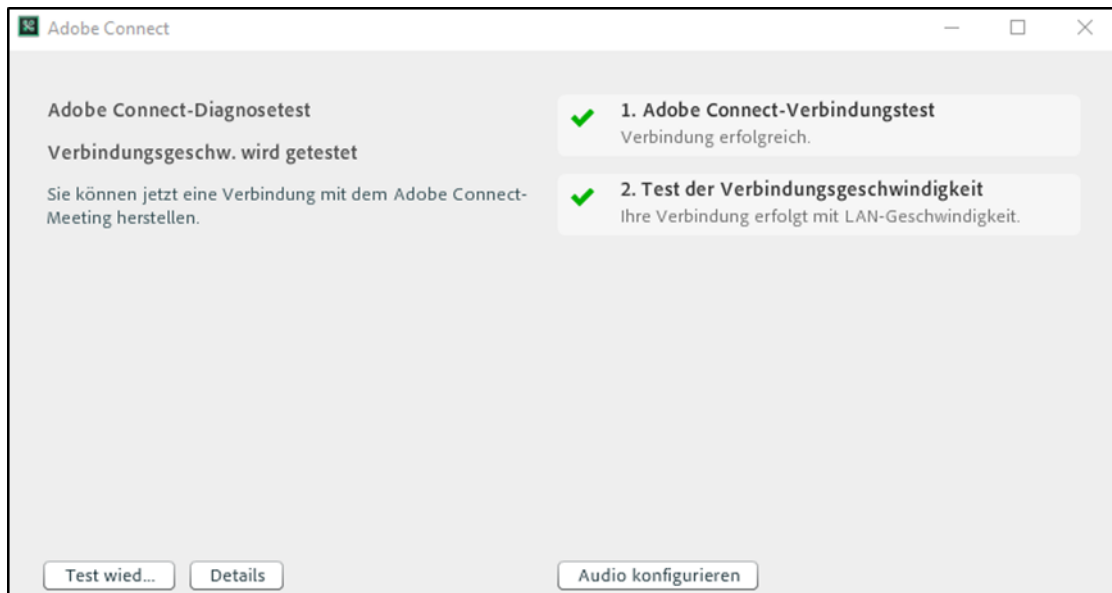 Adobe Connect
Adobe Connect-Diagnosetest
Verbindungsgeschw. wird getestet
Sie können jetzt eine Verbindung mit dem Adobe Connect-
Meeting herstellen.
1. Adobe Connect-Verbindungstest
Verbindung erfolgreich.
2. Test der Verbindungsgeschwindigkeit
Ihre Verbindung erfolgt mit LAN-Geschwindigkeit.
Test wied...
Details
Audio konfigurieren